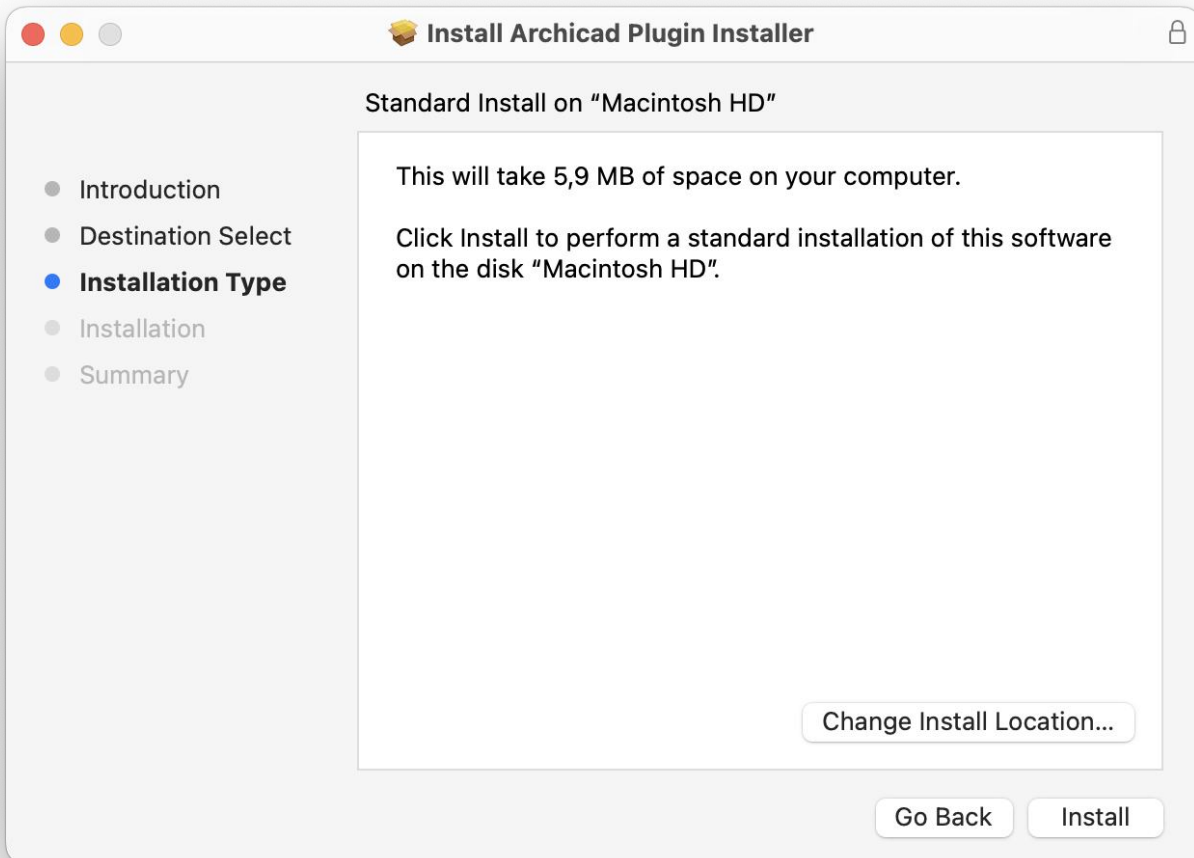 Install Archicad Plugin Installer
Standard Install on “Macintosh HD”
Introduction
Destination Select
Installation Type
Installation
Summary
This will take 5,9 MB of space on your computer.
Click Install to perform a standard installation of this software
on the disk “Macintosh HD”.
Change Install Location...
Go Back
Install